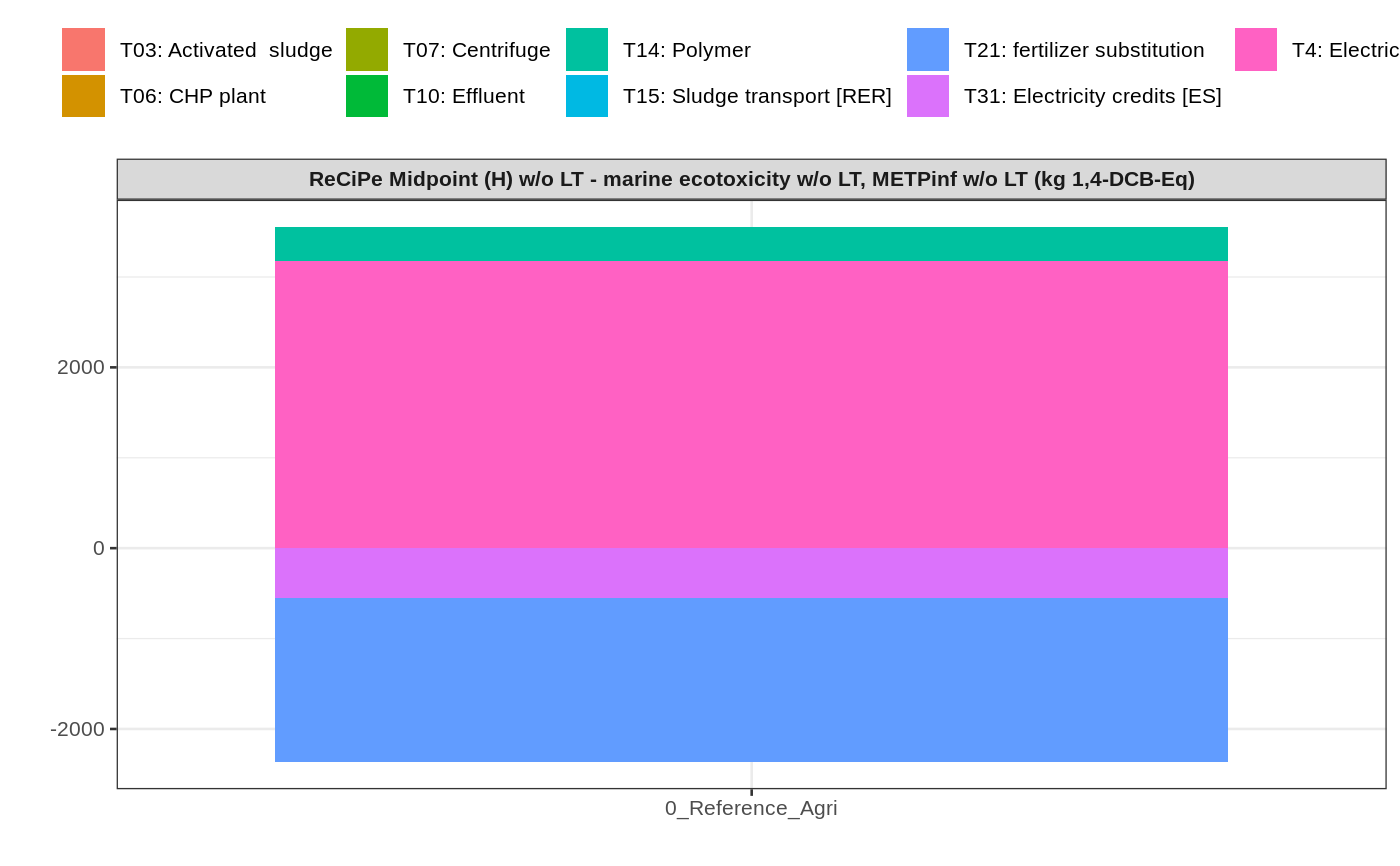 T03: Activated  sludge T07: Centrifuge T14: Polymer T21: fertilizer substitution T4: Electric
T06: CHP plant T10: Effluent T15: Sludge transport [RER] T31: Electricity credits [ES]
ReCiPe Midpoint (H) w/o LT - marine ecotoxicity w/o LT, METPinf w/o LT (kg 1,4-DCB-Eq)
2000
0
-2000
0_Reference_Agri